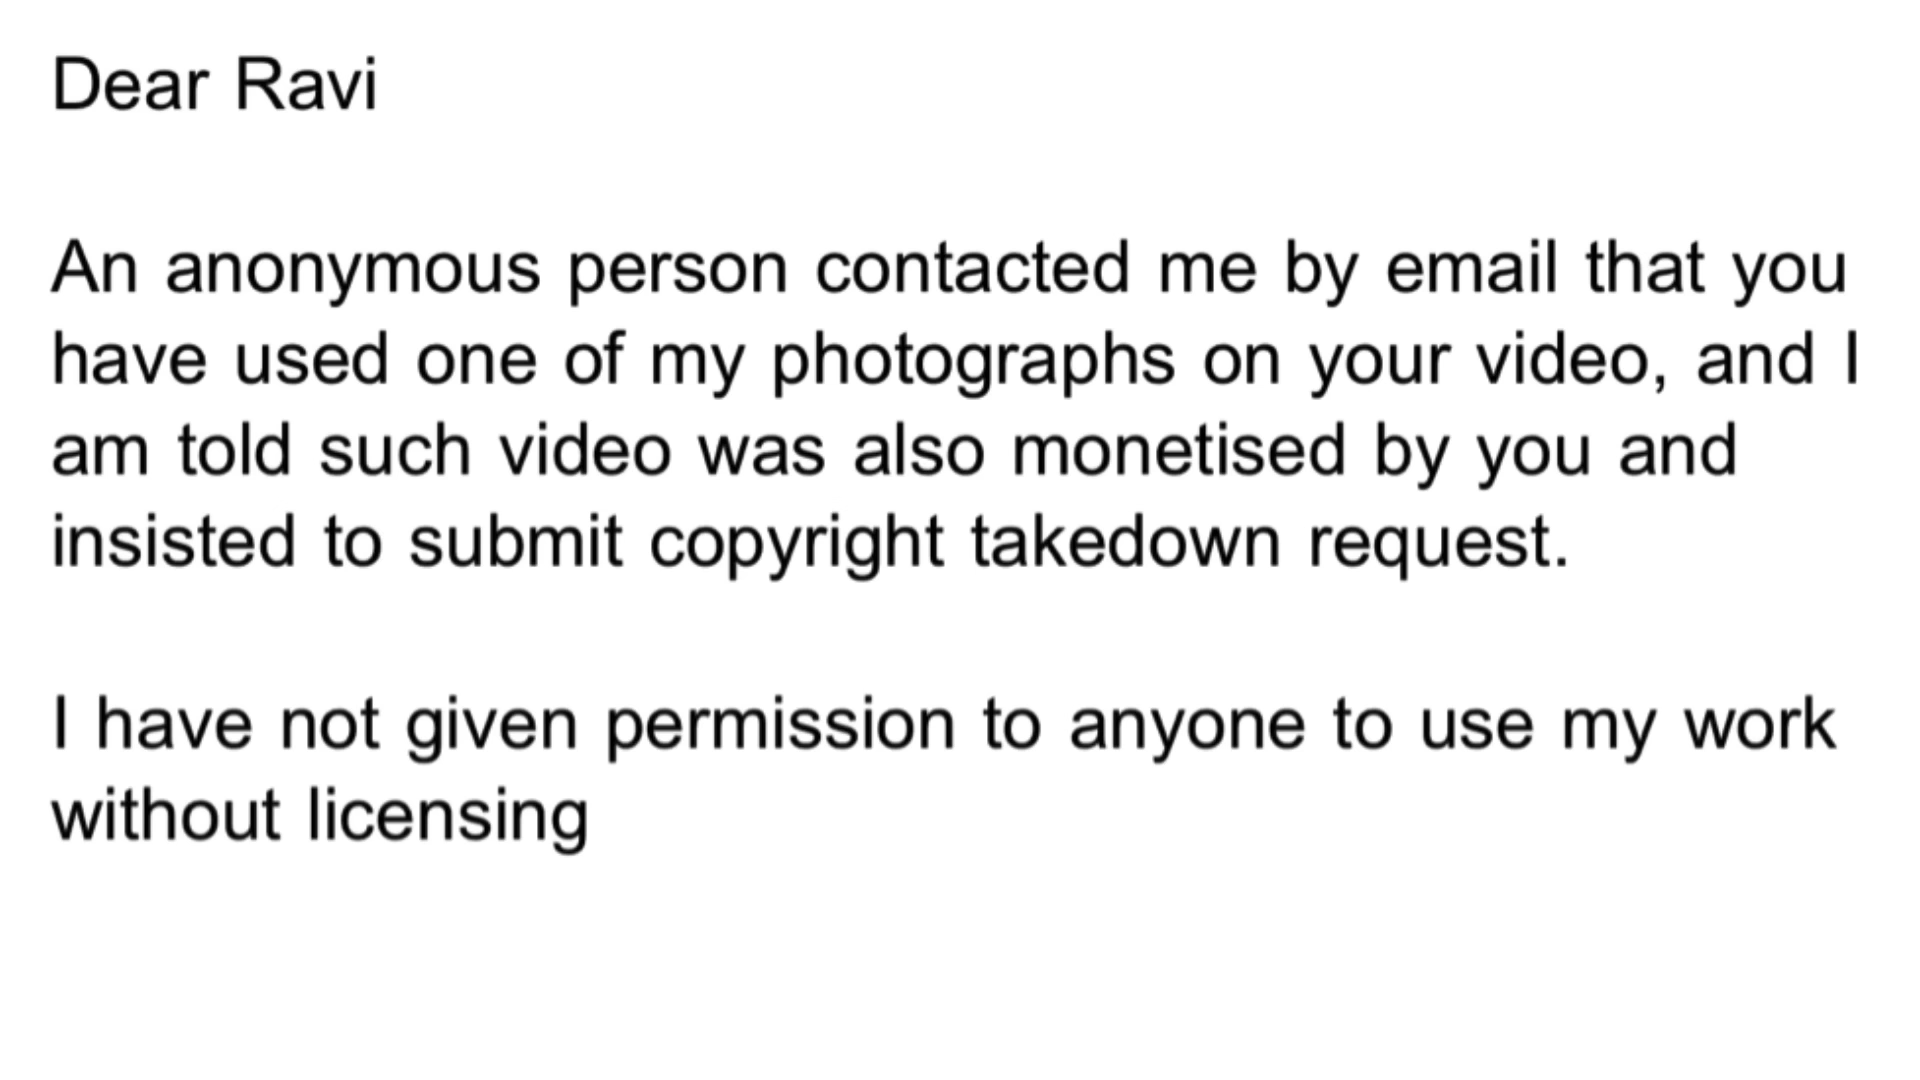 Dear Ravi
An anonymous person contacted me by email that you
have used one of my photographs on your video, and I
am told such video was also monetised by you and
insisted to submit copyright takedown request.
I have not given permission to anyone to use my work
without licensing